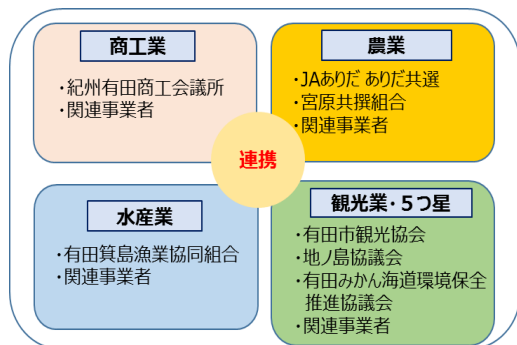 商工業
・紀州有田商工会議所
・関連事業者
農業
・JAありだ ありだ共選
・宮原共撰組合
・関連事業者
連携
水産業
・有田箕島漁業協同組合
・関連事業者
観光業・5つ星
・有田市観光協会
・地ノ島協議会
・有田みかん海道環境保全
推進協議会
・関連事業者